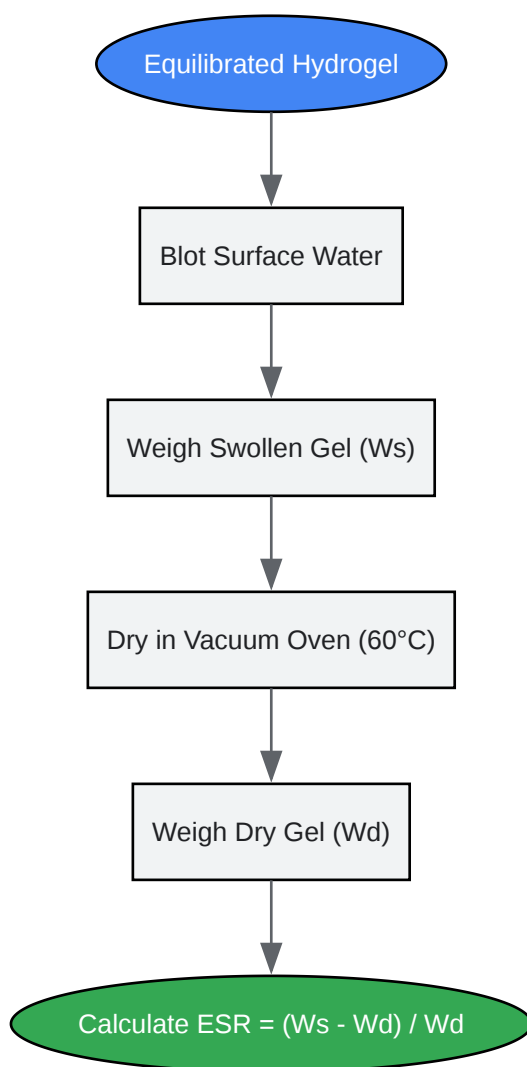 Equilibrated Hydrogel
Blot Surface Water
Weigh Swollen Gel (Ws)
Dry in Vacuum Oven (60°C)
Weigh Dry Gel (Wd)
Calculate ESR = (Ws - Wd) / Wd